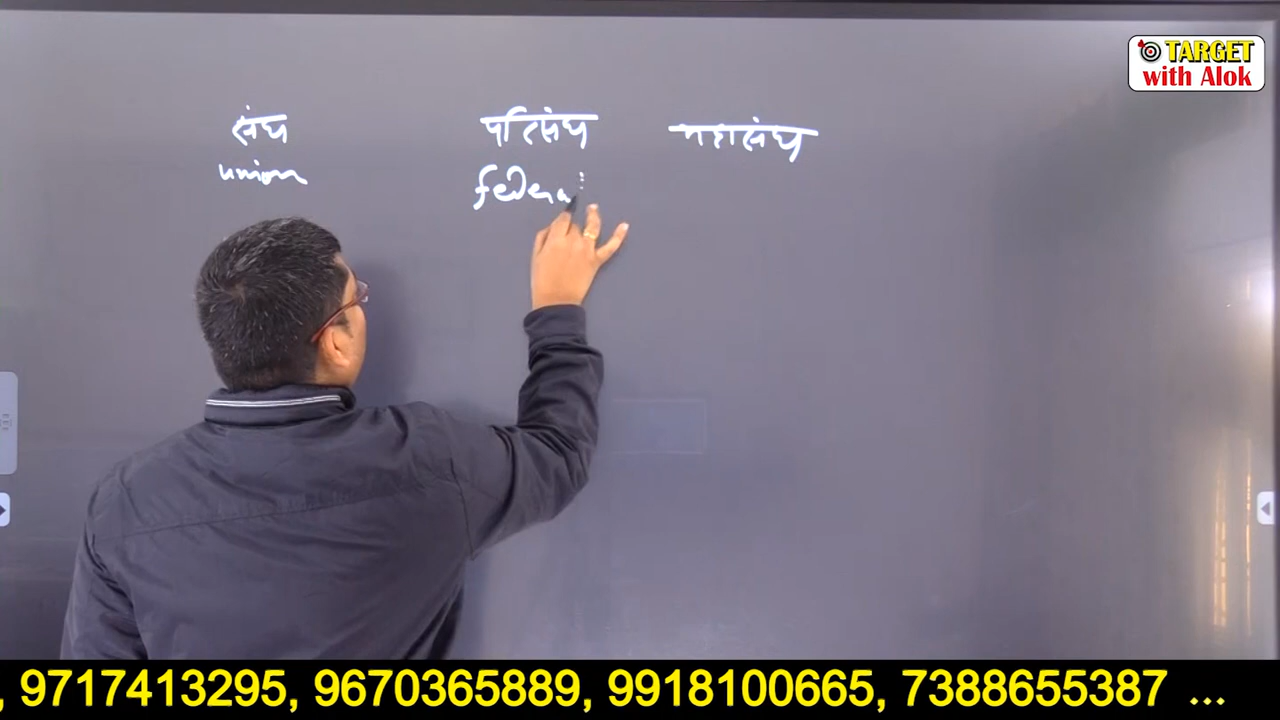 TARGET
with Alok
संघ परिसंघ महासंघ
union federa
, 9717413295, 9670365889, 9918100665, 7388655387 ...